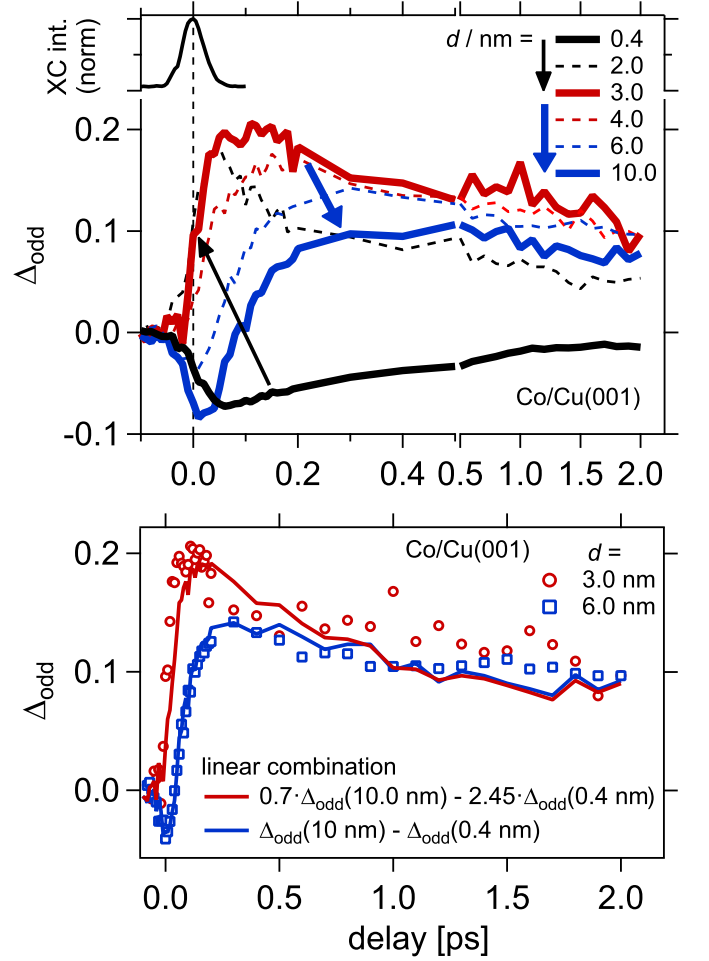 XC int.
(norm)
d / nm =
0.4
2.0
3.0
4.0
6.0
10.0
0.2
0.1
0.0
-0.1
Δodd
Co/Cu(001)
0.0 0.2 0.4 0.5 1.0 1.5 2.0
Co/Cu(001)
d =
3.0 nm
6.0 nm
0.2
0.1
0.0
Δodd
linear combination
0.7·Δodd(10.0 nm) - 2.45·Δodd(0.4 nm)
Δodd(10 nm) - Δodd(0.4 nm)
0.0 0.5 1.0 1.5 2.0
delay [ps]